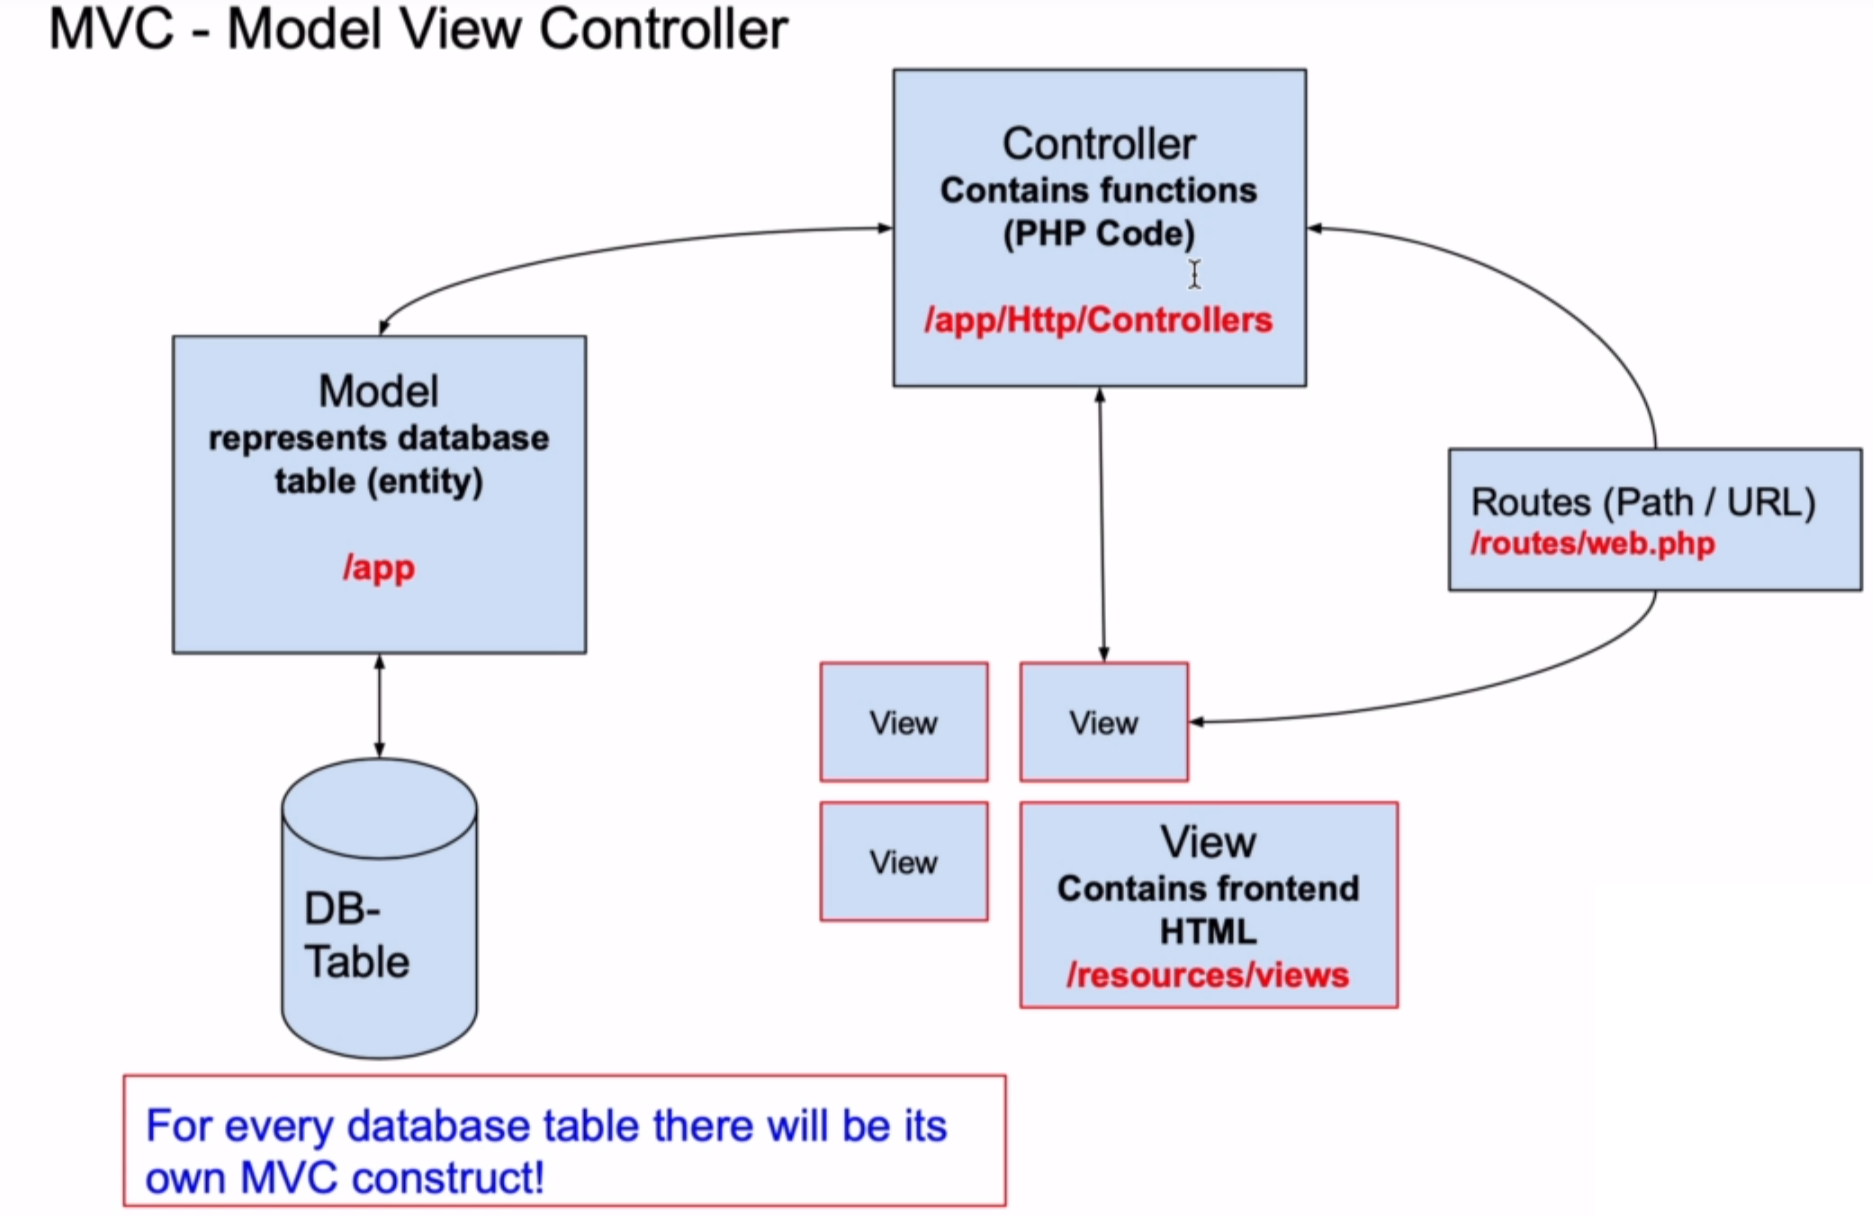 MVC - Model View Controller
Controller
Contains functions
(PHP Code)
/app/Http/Controllers
Model
represents database
table (entity)
/app
Routes (Path / URL)
/routes/web.php
View
View
View
View
Contains frontend
HTML
/resources/views
DB-
Table
For every database table there will be its
own MVC construct!